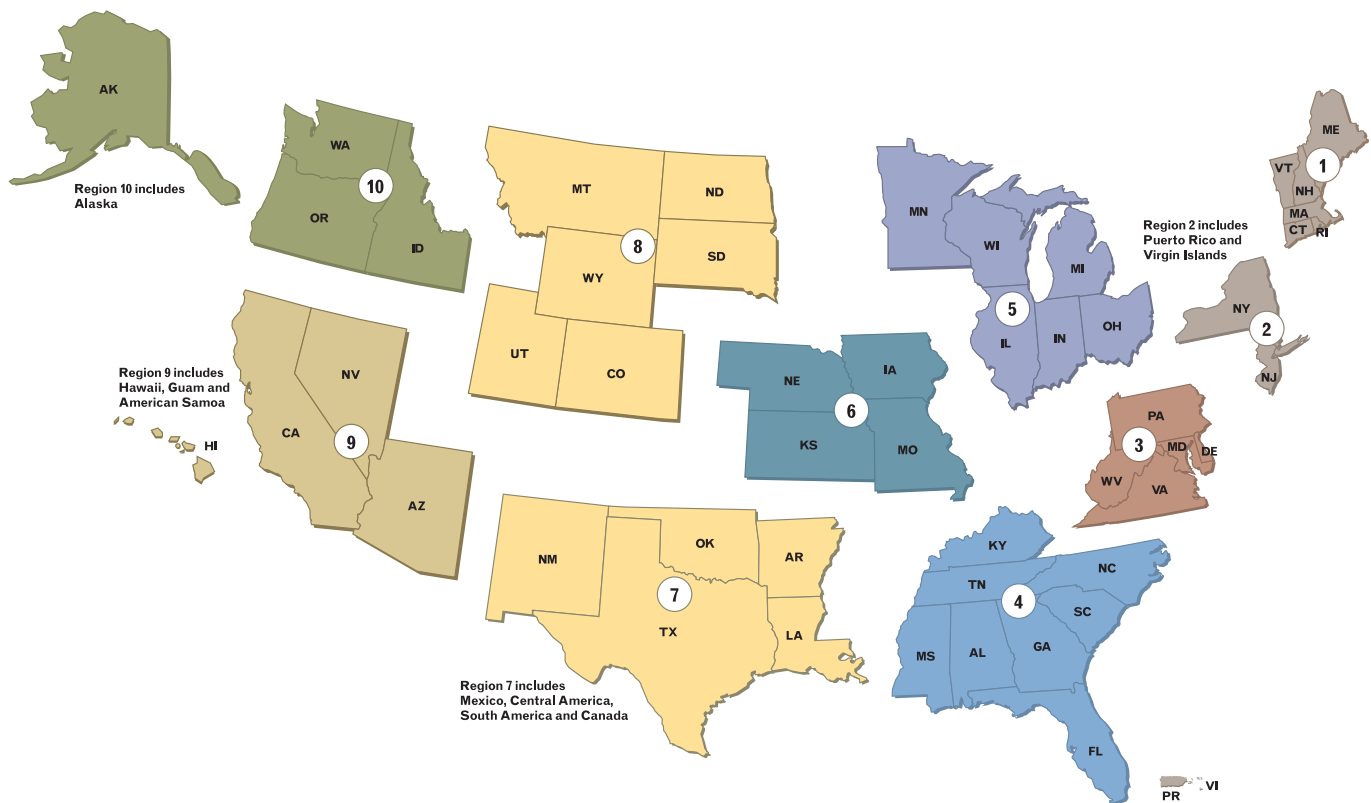 AK
Region 10 includes
Alaska
WA
10
OR
ID
MT
ND
8
SD
WY
UT
CO
MN
WI
MI
5
IL
IN
OH
ME
1
VT
NH
MA
CT
RI
Region 2 includes
Puerto Rico and
Virgin Islands
NY
2
NJ
Region 9 includes
Hawaii, Guam and
American Samoa
HI
NV
CA
9
AZ
NE
IA
6
KS
MO
PA
3
MD
DE
WV
VA
NM
OK
AR
7
TX
LA
Region 7 includes
Mexico, Central America,
South America and Canada
KY
NC
TN
4
SC
MS
AL
GA
FL
PR
VI